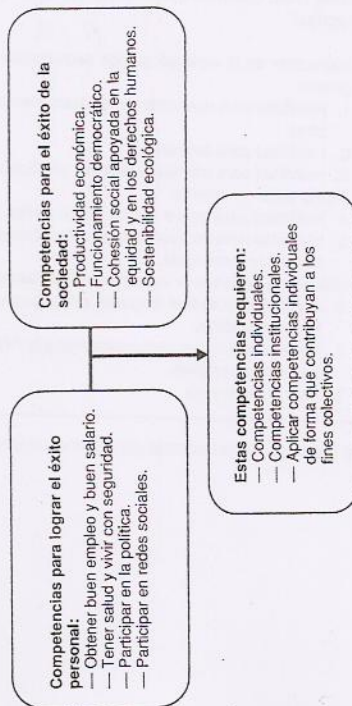 Competencias para lograr el éxito
personal:
— Obtener buen empleo y buen salario.
— Tener salud y vivir con seguridad.
— Participar en la política.
— Participar en redes sociales.
Competencias para el éxito de la
sociedad:
— Productividad económica.
— Funcionamiento democrático.
— Cohesión social apoyada en la
equidad y en los derechos humanos.
— Sostenibilidad ecológica.
Estas competencias requieren:
— Competencias individuales.
— Competencias institucionales.
— Aplicar competencias individuales
de forma que contribuyan a los
fines colectivos.